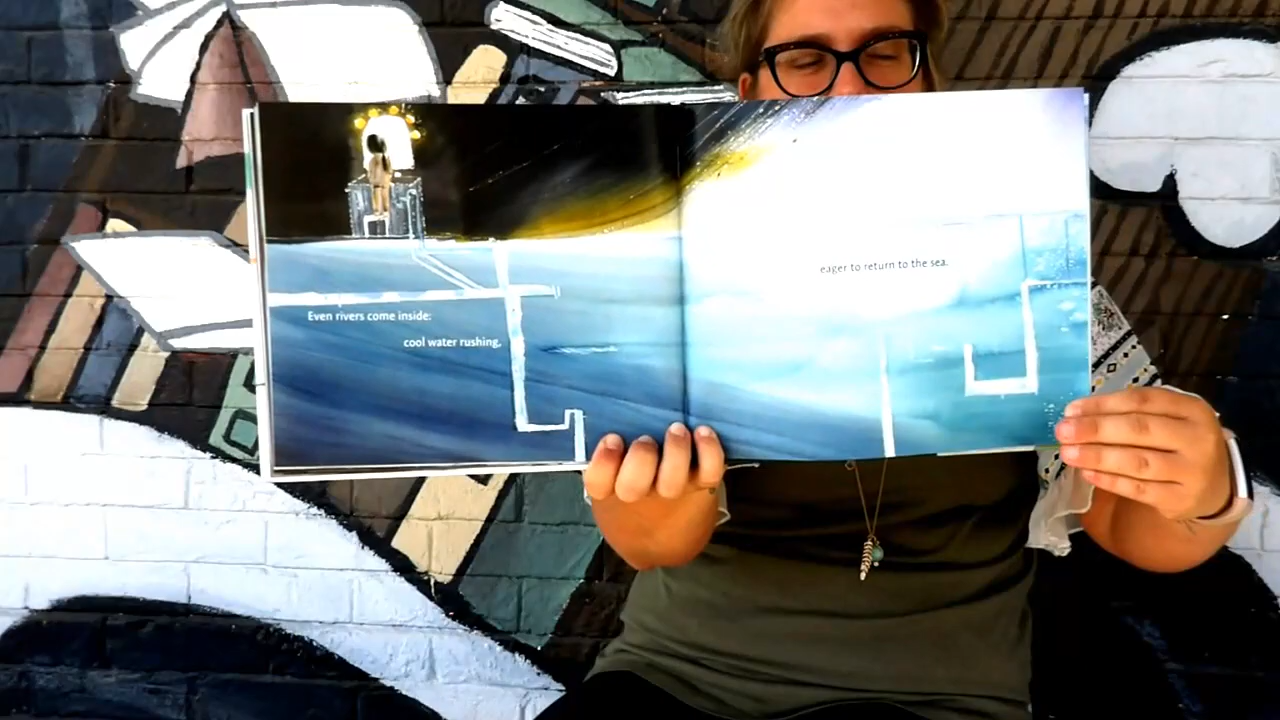 Even rivers come inside:
cool water rushing,
eager to return to the sea.